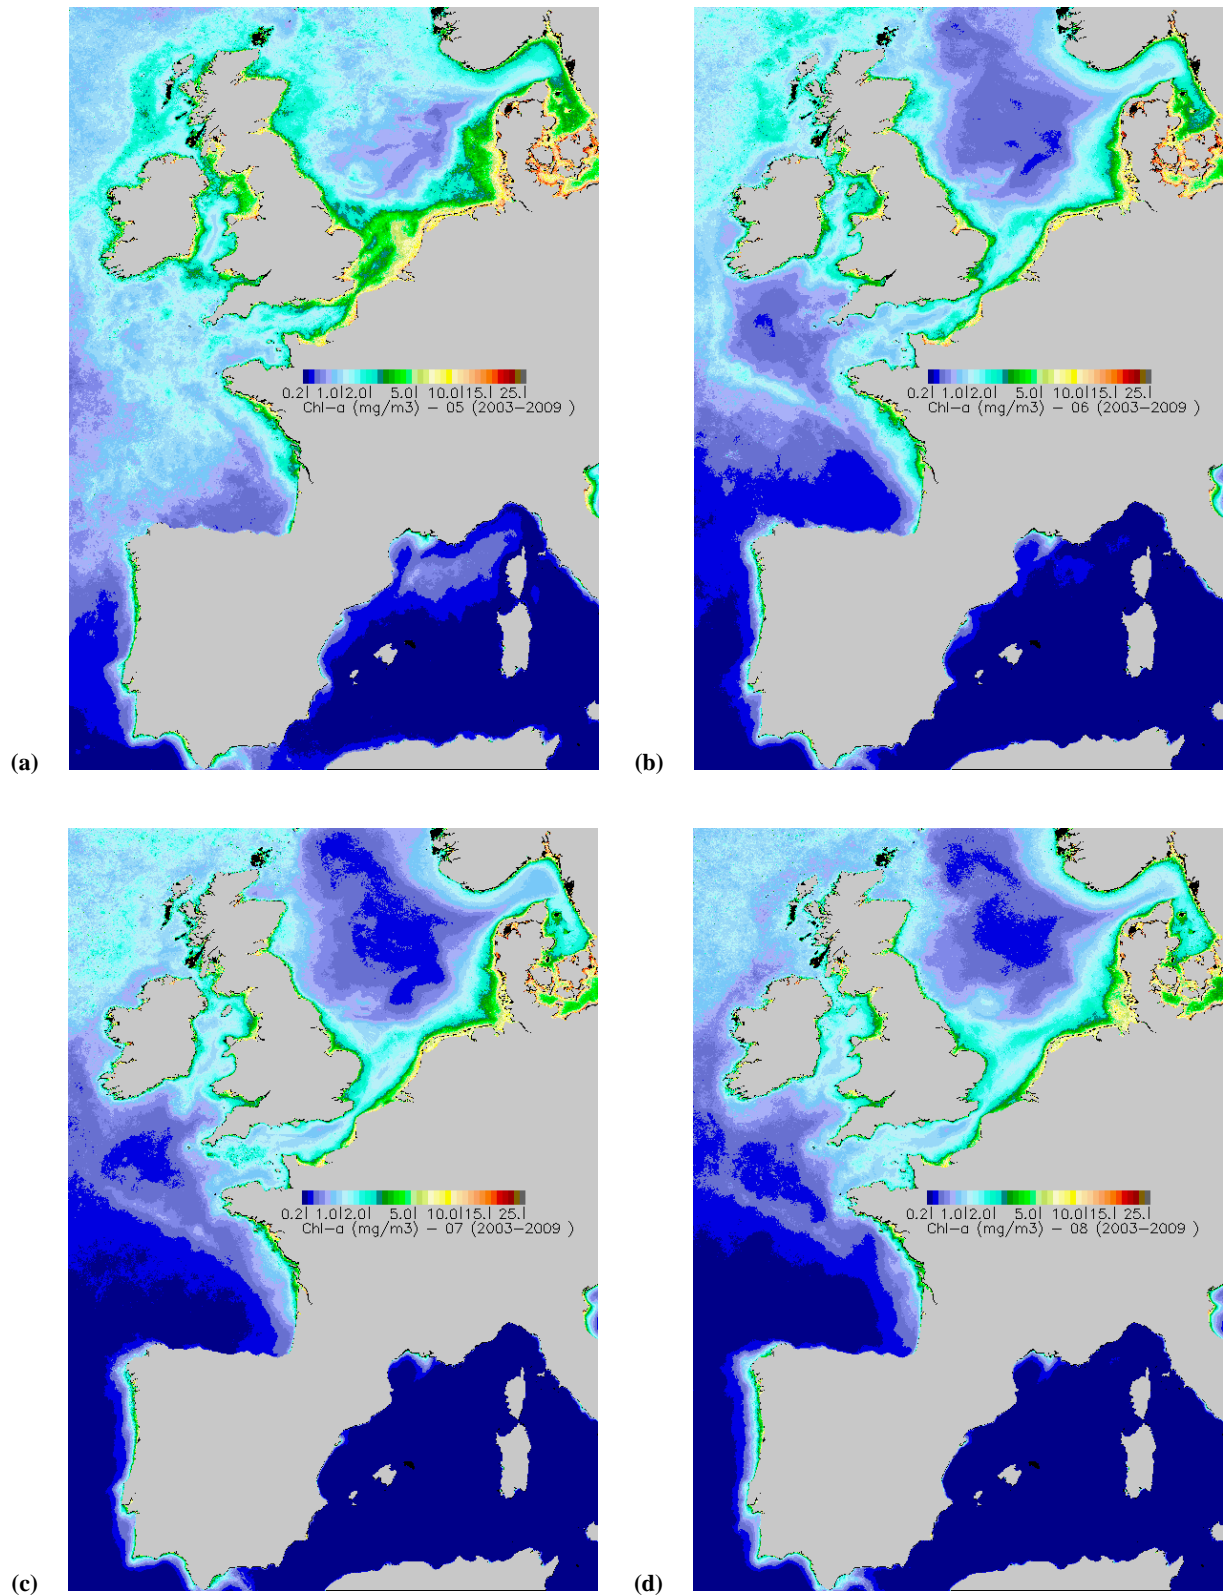 0.2| 1.0|2.0| 5.0| 10.0|15.| 25.|
Chl-a (mg/m3) - 05 (2003-2009 )
(a)
0.2| 1.0|2.0| 5.0| 10.0|15.| 25.|
Chl-a (mg/m3) - 06 (2003-2009 )
(b)
0.2| 1.0|2.0| 5.0| 10.0|15.| 25.|
Chl-a (mg/m3) - 07 (2003-2009 )
(c)
0.2| 1.0|2.0| 5.0| 10.0|15.| 25.|
Chl-a (mg/m3) - 08 (2003-2009 )
(d)